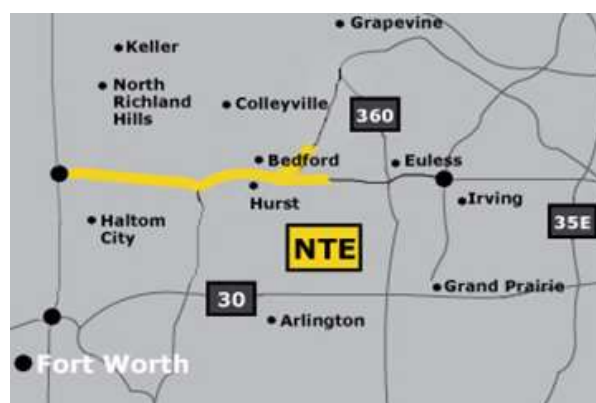 Grapevine
Keller
North
Richland
Hills
Colleyville
360
Bedford
Euless
Hurst
Irving
Haltom
City
35E
NTE
Grand Prairie
30
Arlington
Fort Worth